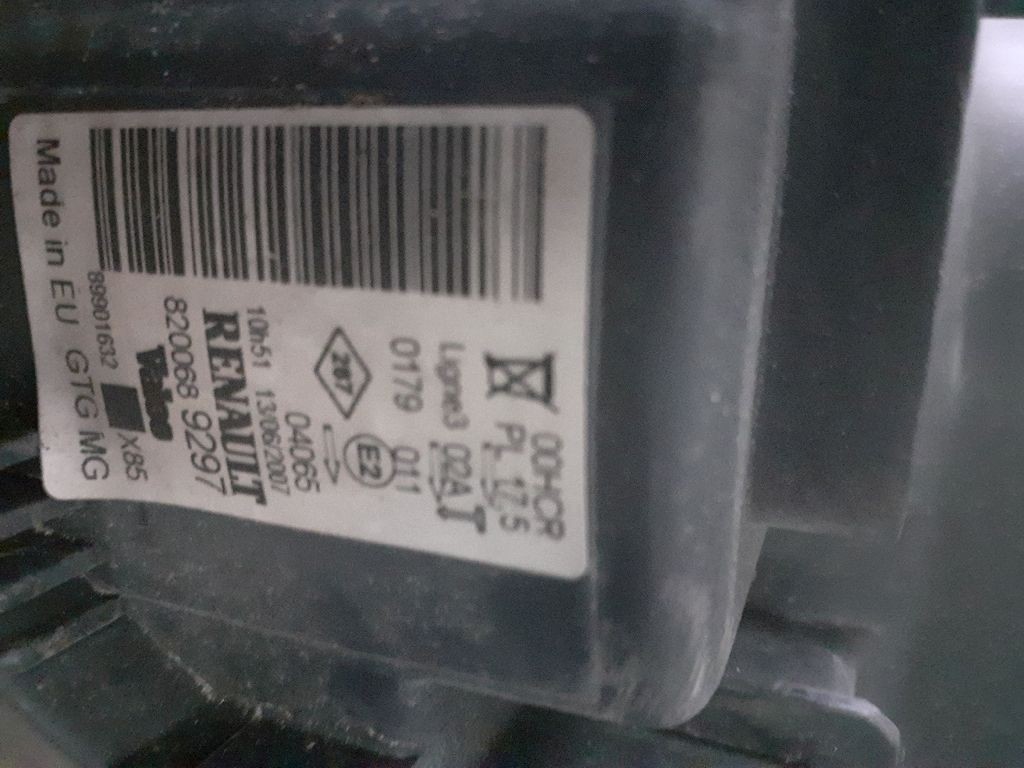 00HCR
PL 17.5
Ligne3 02A
0179 011
267 E2
04065
10h51 13/06/2007
RENAULT
820068 9297
Valeo
89901632 X85
Made in EU GTG MG